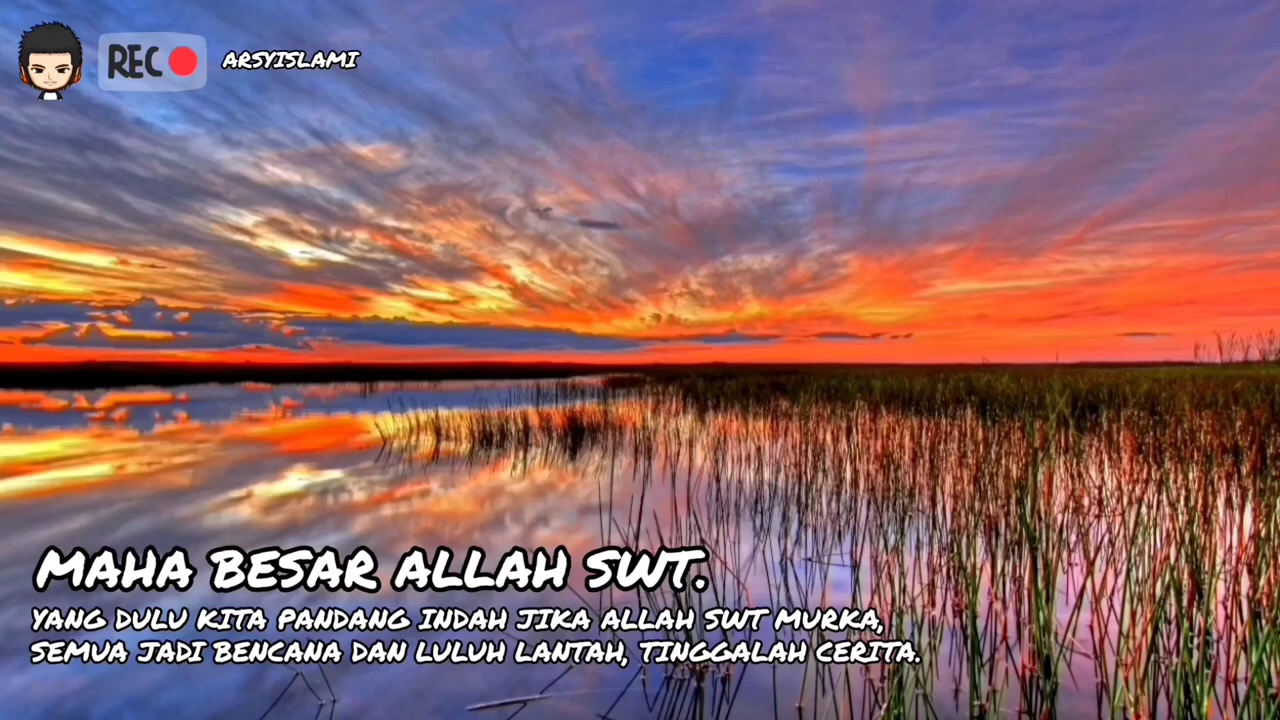 REC
ARSYISLAMI
MAHA BESAR ALLAH SWT.
YANG DULU KITA PANDANG INDAH JIKA ALLAH SWT MURKA,
SEMUA JADI BENCANA DAN LULUH LANTAH, TINGGALAH CERITA.